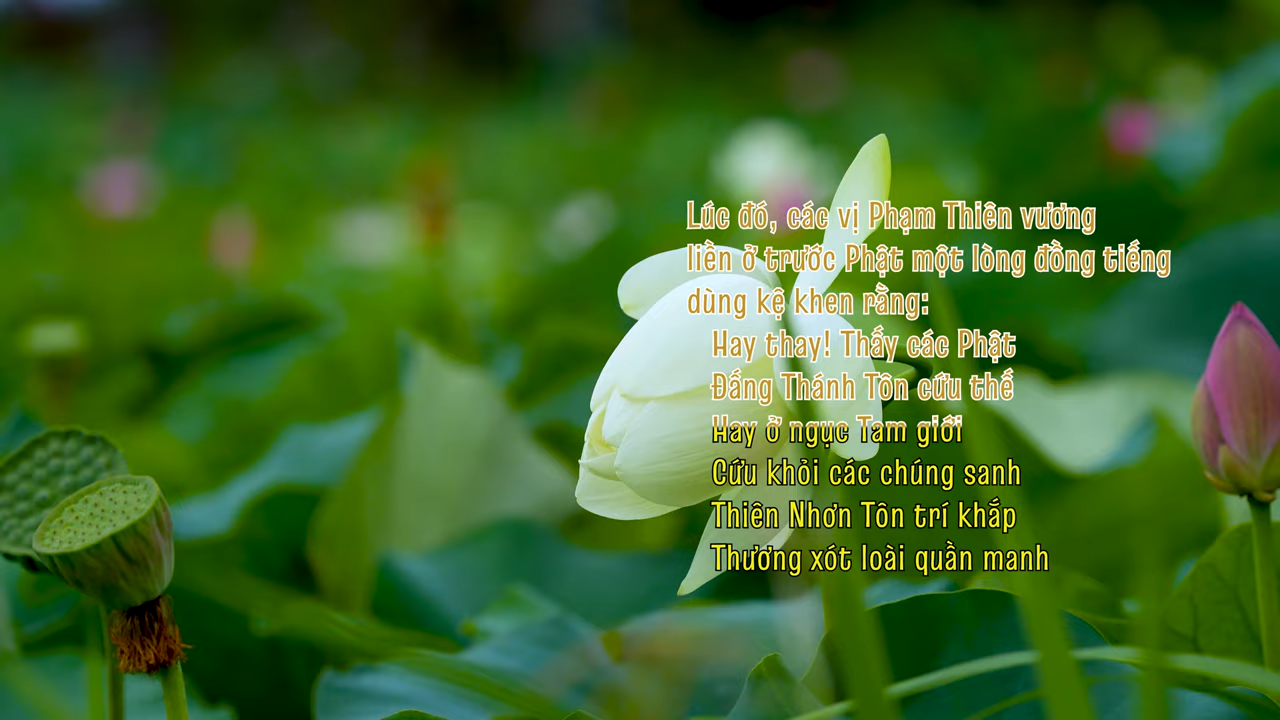 Lúc đó, các vị Phạm Thiên vương
liền ở trước Phật một lòng đồng tiếng
dùng kệ khen rằng:
Hay thay! Thấy các Phật
Đấng Thánh Tôn cứu thế
Hay ở ngục Tam giới
Cứu khỏi các chúng sanh
Thiên Nhơn Tôn trí khắp
Thương xót loài quần manh